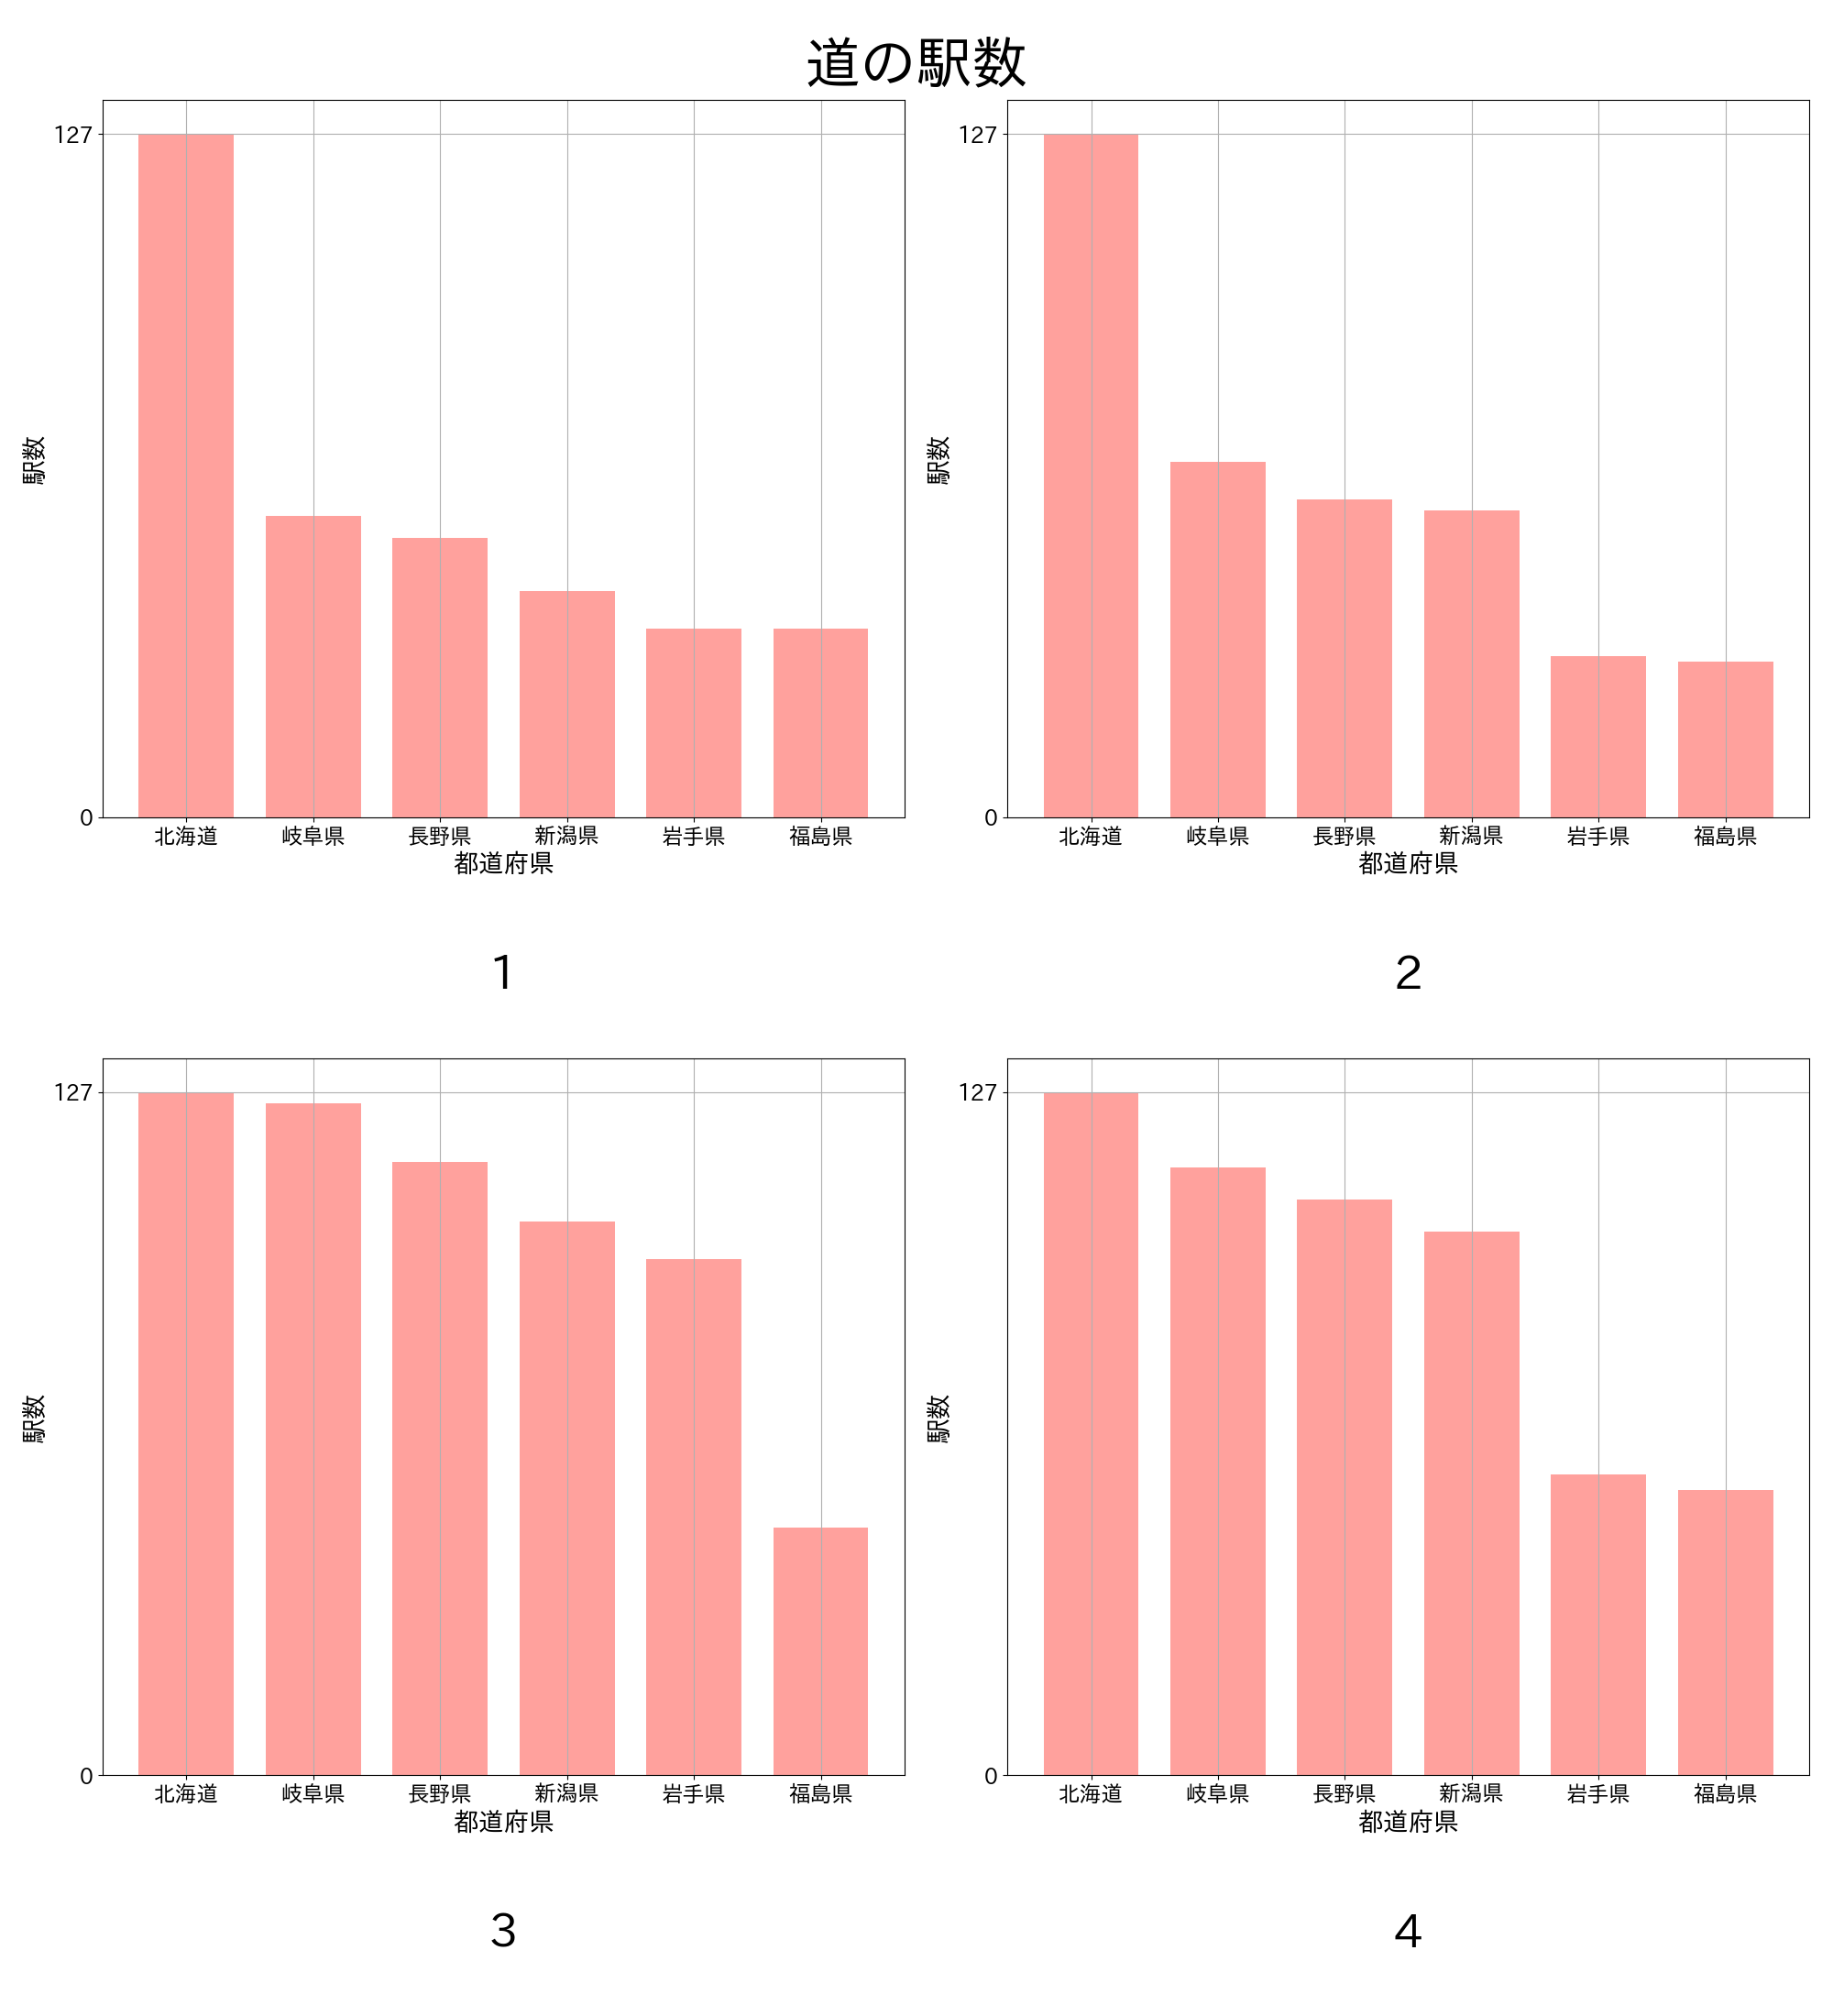 道の駅数
127
駅数
0
北海道 岐阜県 長野県 新潟県 岩手県 福島県
都道府県
1
127
駅数
0
北海道 岐阜県 長野県 新潟県 岩手県 福島県
都道府県
2
127
駅数
0
北海道 岐阜県 長野県 新潟県 岩手県 福島県
都道府県
3
127
駅数
0
北海道 岐阜県 長野県 新潟県 岩手県 福島県
都道府県
4